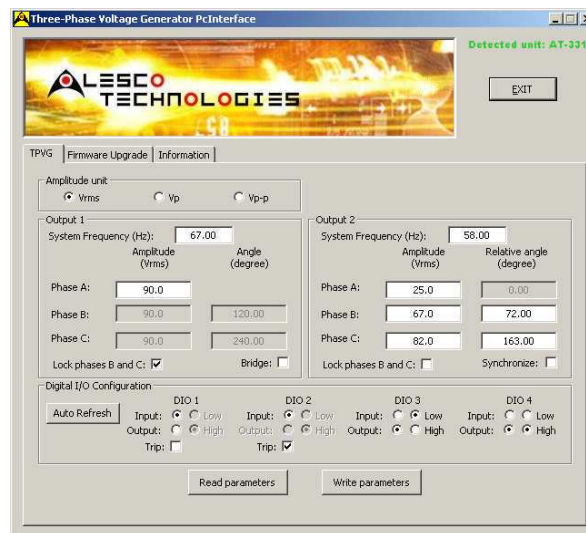 Three-Phase Voltage Generator PcInterface
Detected unit: AT-331
ALESCO
TECHNOLOGIES
EXIT
TPVG Firmware Upgrade Information
Amplitude unit
Vrms Vp Vp-p
Output 1
System Frequency (Hz): 67.00
Amplitude (Vrms) Angle (degree)
Phase A: 90.0
Phase B: 90.0 120.00
Phase C: 90.0 240.00
Lock phases B and C: Bridge:
Output 2
System Frequency (Hz): 58.00
Amplitude (Vrms) Relative angle (degree)
Phase A: 25.0 0.00
Phase B: 67.0 72.00
Phase C: 82.0 163.00
Lock phases B and C: Synchronize:
Digital I/O Configuration
DIO 1 DIO 2 DIO 3 DIO 4
Auto Refresh
Input: Low Input: Low Input: Low Input: Low
Output: High Output: High Output: High Output: High
Trip: Trip:
Read parameters Write parameters